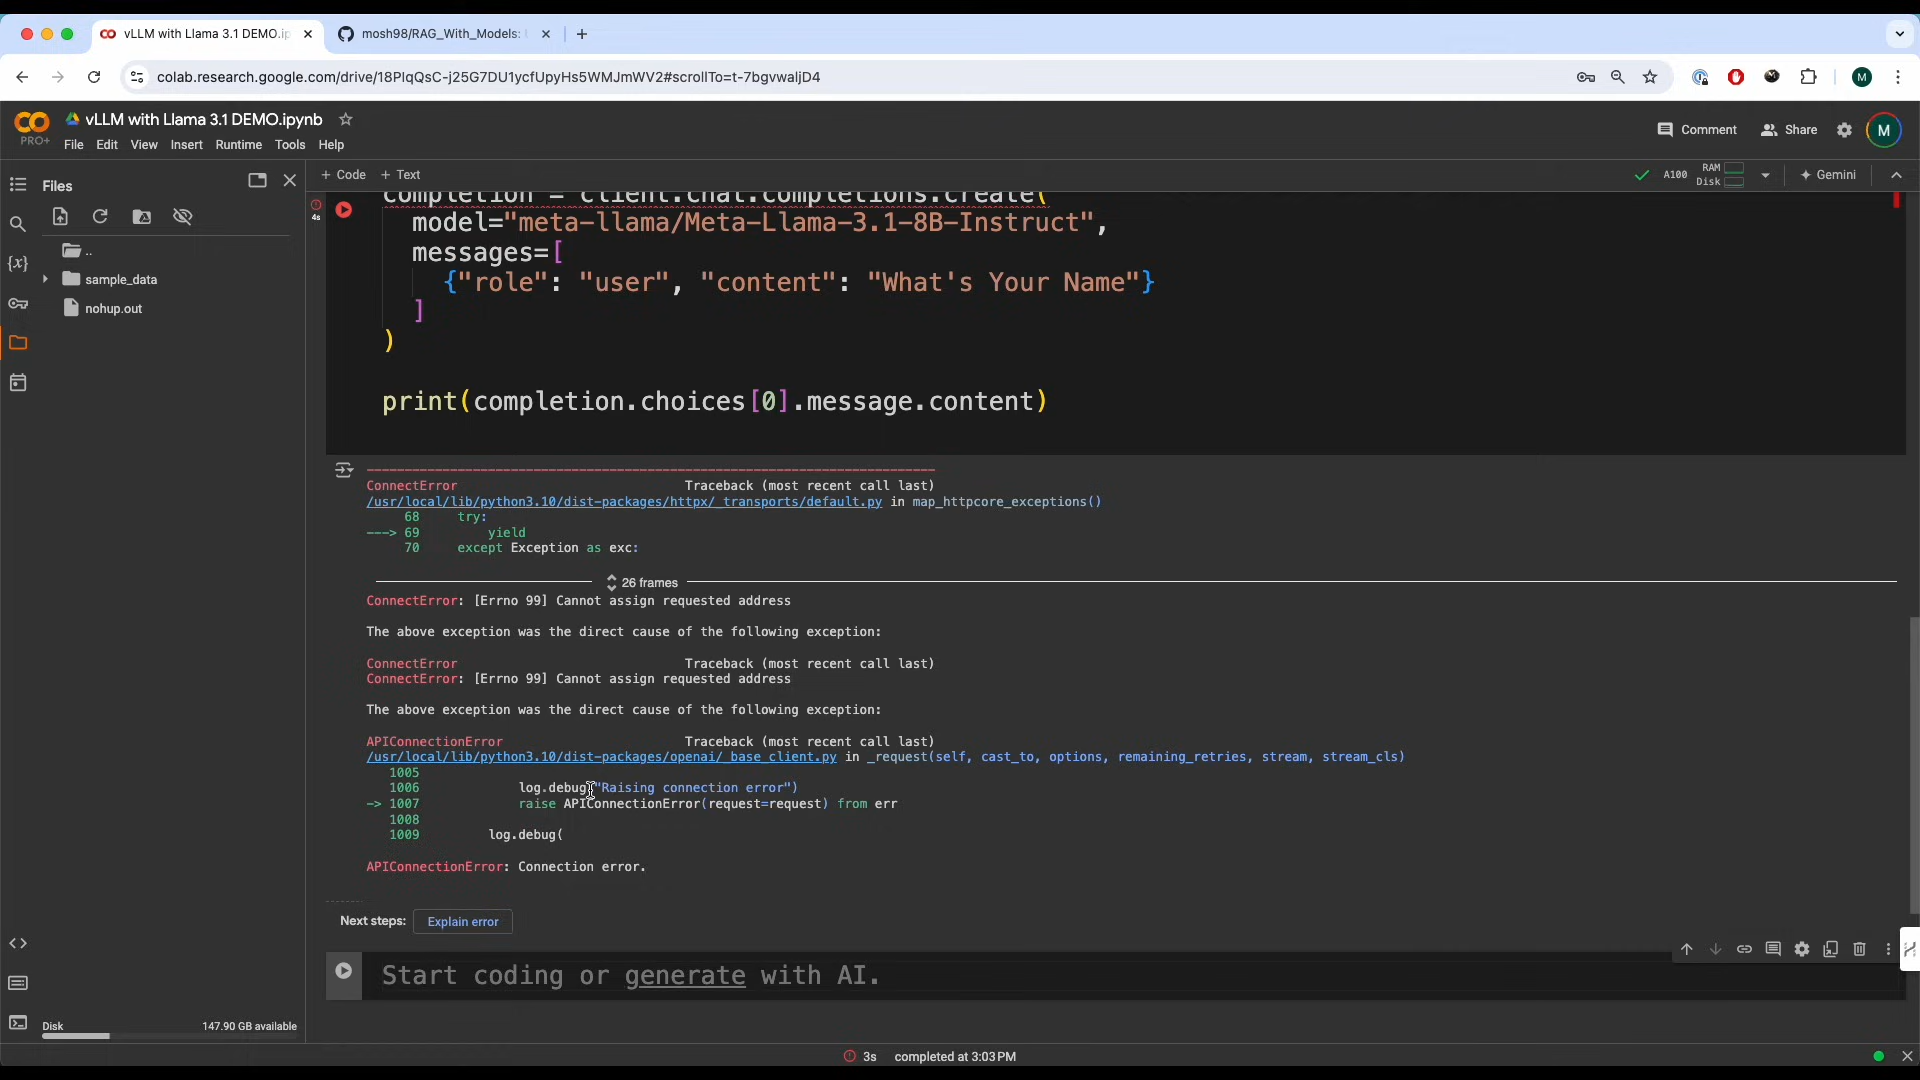 vLLM with Llama 3.1 DEMO.ip
mosh98/RAG_With_Models:
colab.research.google.com/drive/18PlqQsC-j25G7DU1ycfUpyHs5WMJmWV2#scrollTo=t-7bgvwaljD4
M
CO
PRO+
vLLM with Llama 3.1 DEMO.ipynb
Comment
Share
M
File Edit View Insert Runtime Tools Help
Files
+ Code + Text
A100
RAM
Disk
Gemini
..
sample_data
nohup.out
{x}
4s
completion = client.chat.completions.create(
model="meta-llama/Meta-Llama-3.1-8B-Instruct",
messages=[
{"role": "user", "content": "What's Your Name"}
]
)
print(completion.choices[0].message.content)
---------------------------------------------------------------------------
ConnectError Traceback (most recent call last)
/usr/local/lib/python3.10/dist-packages/httpx/_transports/default.py in map_httpcore_exceptions()
68 try:
---> 69 yield
70 except Exception as exc:
26 frames
ConnectError: [Errno 99] Cannot assign requested address
The above exception was the direct cause of the following exception:
ConnectError Traceback (most recent call last)
ConnectError: [Errno 99] Cannot assign requested address
The above exception was the direct cause of the following exception:
APIConnectionError Traceback (most recent call last)
/usr/local/lib/python3.10/dist-packages/openai/_base_client.py in _request(self, cast_to, options, remaining_retries, stream, stream_cls)
1005
1006 log.debug("Raising connection error")
-> 1007 raise APIConnectionError(request=request) from err
1008
1009 log.debug(
APIConnectionError: Connection error.
Next steps: Explain error
Start coding or generate with AI.
Disk 147.90 GB available
3s completed at 3:03 PM